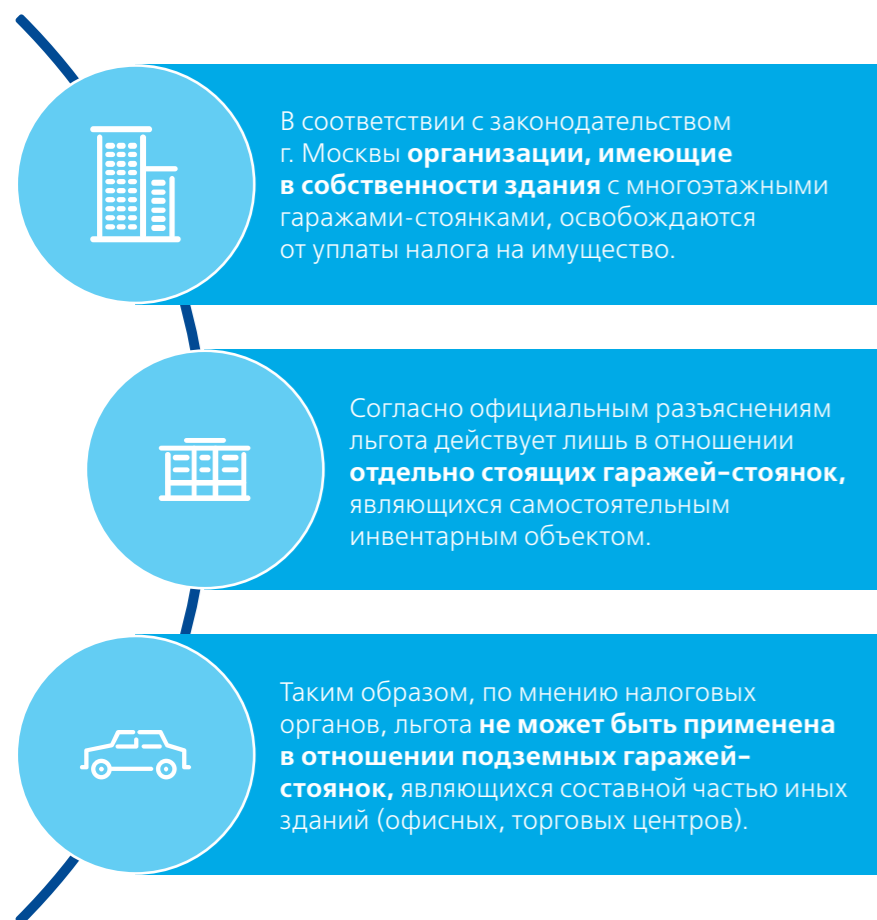 В соответствии с законодательством
г. Москвы организации, имеющие
в собственности здания с многоэтажными
гаражами-стоянками, освобождаются
от уплаты налога на имущество.
Согласно официальным разъяснениям
льгота действует лишь в отношении
отдельно стоящих гаражей–стоянок,
являющихся самостоятельным
инвентарным объектом.
Таким образом, по мнению налоговых
органов, льгота не может быть применена
в отношении подземных гаражей–
стоянок, являющихся составной частью иных
зданий (офисных, торговых центров).